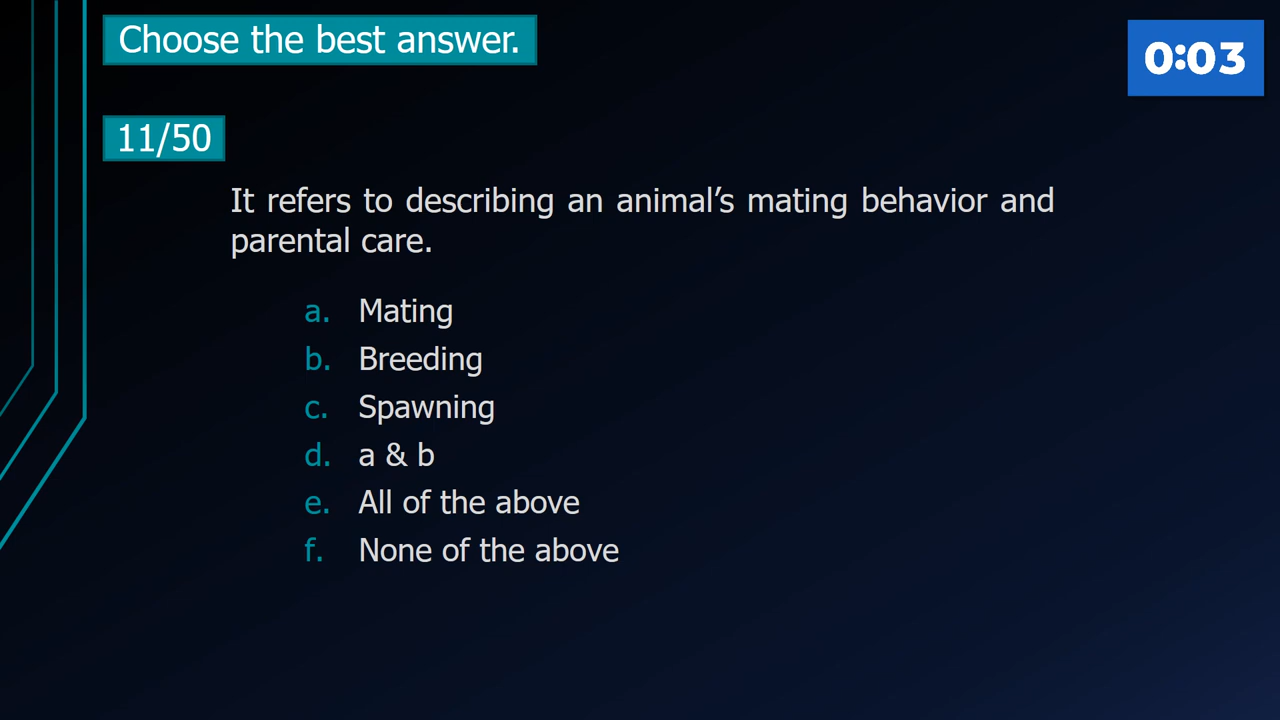 Choose the best answer.
0:03
11/50
It refers to describing an animal’s mating behavior and
parental care.
a. Mating
b. Breeding
c. Spawning
d. a & b
e. All of the above
f. None of the above